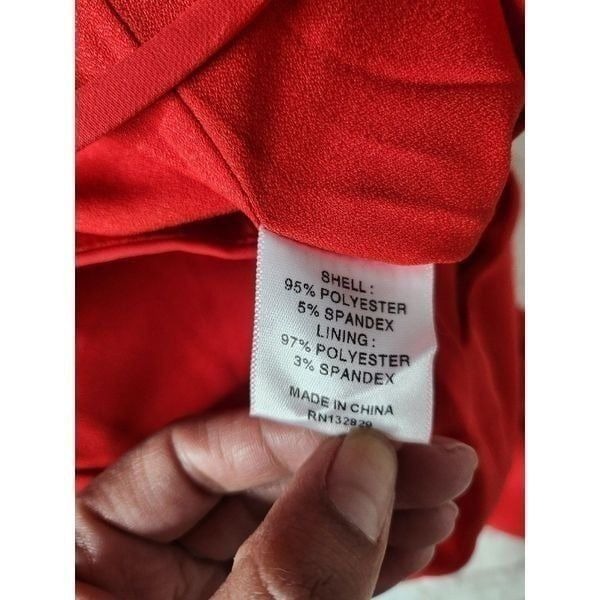 SHELL :
95% POLYESTER
5% SPANDEX
LINING :
97% POLYESTER
3% SPANDEX
MADE IN CHINA
RN132829